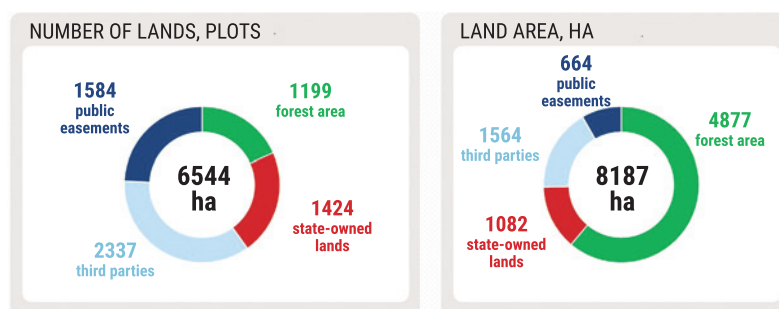 NUMBER OF LANDS, PLOTS
1584
public
easements
1199
forest area
6544
ha
1424
state-owned
lands
2337
third parties
LAND AREA, HA
664
public
easements
4877
forest area
1564
third parties
8187
ha
1082
state-owned
lands